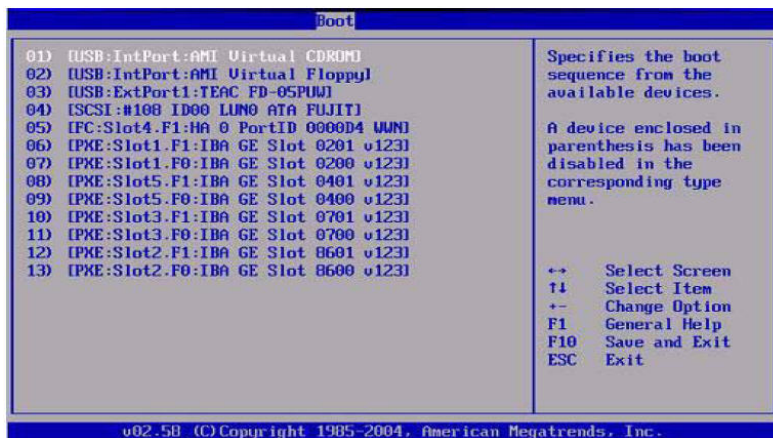 Boot
01) [USB:IntPort:AMI Virtual CDROM]
02) [USB:IntPort:AMI Virtual Floppy]
03) [USB:ExtPort1:TEAC FD-05PUW]
04) [SCSI:#108 ID00 LUN0 ATA FUJIT]
05) [FC:Slot4.F1:HA 0 PortID 0000D4 WWN]
06) [PXE:Slot1.F1:IBA GE Slot 0201 v123]
07) [PXE:Slot1.F0:IBA GE Slot 0200 v123]
08) [PXE:Slot5.F1:IBA GE Slot 0401 v123]
09) [PXE:Slot5.F0:IBA GE Slot 0400 v123]
10) [PXE:Slot3.F1:IBA GE Slot 0701 v123]
11) [PXE:Slot3.F0:IBA GE Slot 0700 v123]
12) [PXE:Slot2.F1:IBA GE Slot 8601 v123]
13) [PXE:Slot2.F0:IBA GE Slot 8600 v123]
Specifies the boot
sequence from the
available devices.
A device enclosed in
parenthesis has been
disabled in the
corresponding type
menu.
↔ Select Screen
↑↓ Select Item
+- Change Option
F1 General Help
F10 Save and Exit
ESC Exit
v02.58 (C)Copyright 1985-2004, American Megatrends, Inc.